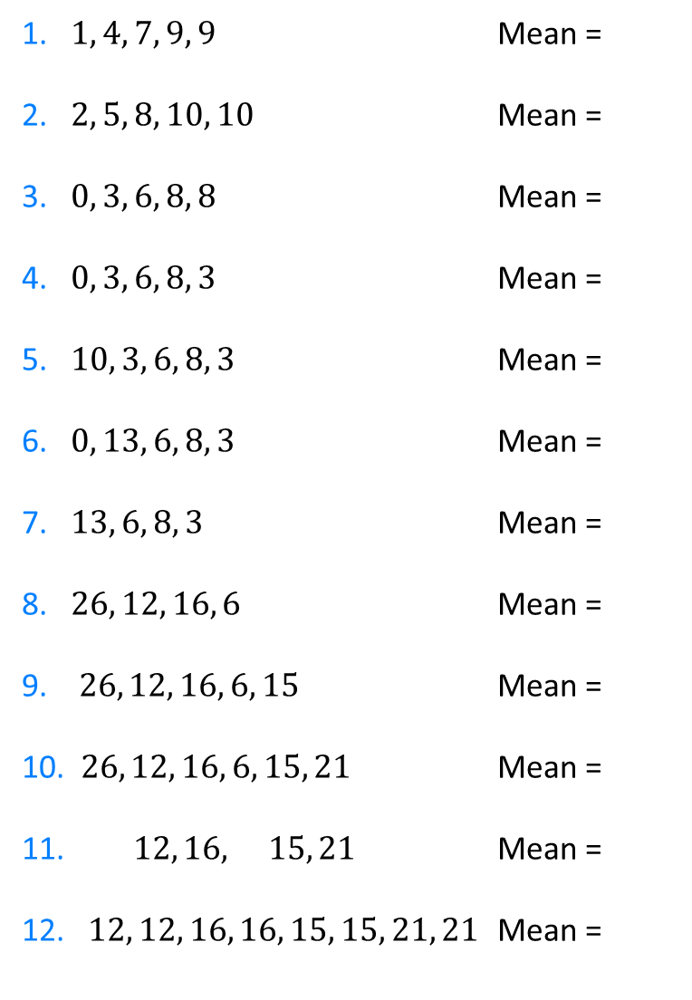 1. 1, 4, 7, 9, 9 Mean =
2. 2, 5, 8, 10, 10 Mean =
3. 0, 3, 6, 8, 8 Mean =
4. 0, 3, 6, 8, 3 Mean =
5. 10, 3, 6, 8, 3 Mean =
6. 0, 13, 6, 8, 3 Mean =
7. 13, 6, 8, 3 Mean =
8. 26, 12, 16, 6 Mean =
9. 26, 12, 16, 6, 15 Mean =
10. 26, 12, 16, 6, 15, 21 Mean =
11. 12, 16, 15, 21 Mean =
12. 12, 12, 16, 16, 15, 15, 21, 21 Mean =